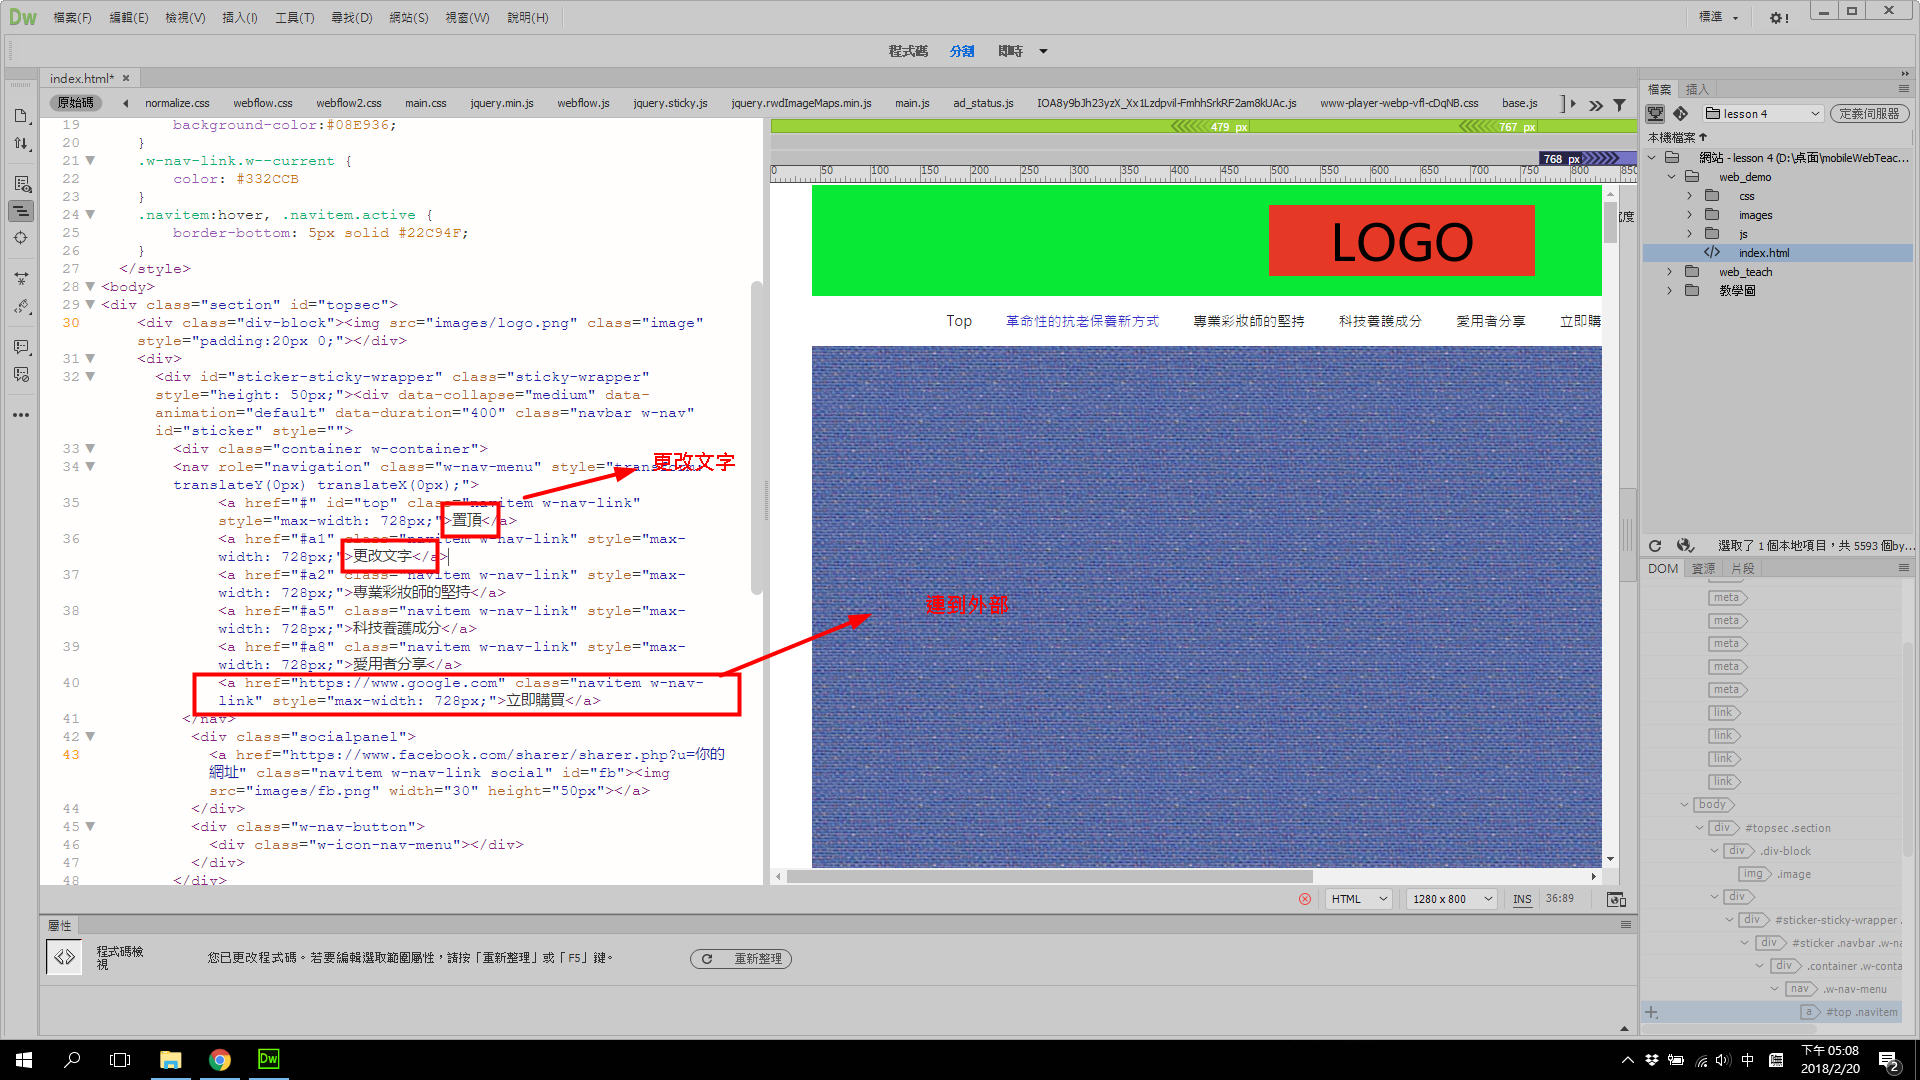 Dw 檔案(F) 編輯(E) 檢視(V) 插入(I) 工具(T) 尋找(D) 網站(S) 視窗(W) 說明(H) 標準
程式碼 分割 即時
index.html* ×
原始碼 normalize.css webflow.css webflow2.css main.css jquery.min.js webflow.js jquery.sticky.js jquery.rwdImageMaps.min.js main.js ad_status.js IOA8y9bJh23yzX_Xx1Lzdpvil-FmhhSrkRF2am8kUAc.js www-player-webp-vfl-cDqNB.css base.js
19 background-color:#08E936;
20 }
21 .w-nav-link.w--current {
22 color: #332CCB
23 }
24 .navitem:hover, .navitem.active {
25 border-bottom: 5px solid #22C94F;
26 }
27 </style>
28 <body>
29 <div class="section" id="topsec">
30 <div class="div-block"><img src="images/logo.png" class="image"
style="padding:20px 0;"></div>
31 <div>
32 <div id="sticker-sticky-wrapper" class="sticky-wrapper"
style="height: 50px;"><div data-collapse="medium" data-
animation="default" data-duration="400" class="navbar w-nav"
id="sticker" style="">
33 <div class="container w-container">
34 <nav role="navigation" class="w-nav-menu" style="transform:
translateY(0px) translateX(0px);">
35 <a href="#" id="top" class="navitem w-nav-link"
style="max-width: 728px;">置頂</a>
36 <a href="#a1" class="navitem w-nav-link" style="max-
width: 728px;">更改文字</a>
37 <a href="#a2" class="navitem w-nav-link" style="max-
width: 728px;">專業彩妝師的堅持</a>
38 <a href="#a5" class="navitem w-nav-link" style="max-
width: 728px;">科技養護成分</a>
39 <a href="#a8" class="navitem w-nav-link" style="max-
width: 728px;">愛用者分享</a>
40 <a href="https://www.google.com" class="navitem w-nav-
link" style="max-width: 728px;">立即購買</a>
41 </nav>
42 <div class="socialpanel">
43 <a href="https://www.facebook.com/sharer/sharer.php?u=你的
網址" class="navitem w-nav-link social" id="fb"><img
src="images/fb.png" width="30" height="50px"></a>
44 </div>
45 <div class="w-nav-button">
46 <div class="w-icon-nav-menu"></div>
47 </div>
48 </div>
更改文字
連到外部
479 px 767 px
768 px
0 50 100 150 200 250 300 350 400 450 500 550 600 650 700 750 800 850
LOGO
Top 革命性的抗老保養新方式 專業彩妝師的堅持 科技養護成分 愛用者分享 立即購
HTML 1280 x 800 INS 36:89
屬性
程式碼檢
視
您已更改程式碼。若要編輯選取範圍屬性，請按「重新整理」或「F5」鍵。 重新整理
檔案 插入
lesson 4 定義伺服器
本機檔案
網站 - lesson 4 (D:\桌面\mobileWebTeac...
web_demo
css
images
js
index.html
web_teach
教學圖
選取了 1 個本地項目，共 5593 個by...
DOM 資源 片段
meta
meta
meta
meta
meta
link
link
link
link
body
div #topsec .section
div .div-block
img .image
div
div #sticker-sticky-wrapper .
div #sticker .navbar .w-na
div .container .w-conta
nav .w-nav-menu
a #top .navitem
Dw 中 下午 05:08
2018/2/20
2